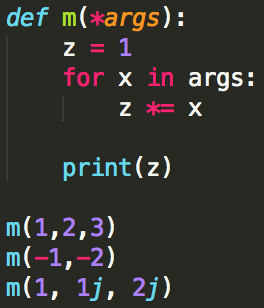 def m(*args):
    z = 1
    for x in args:
        z *= x

    print(z)

m(1,2,3)
m(-1,-2)
m(1, 1j, 2j)